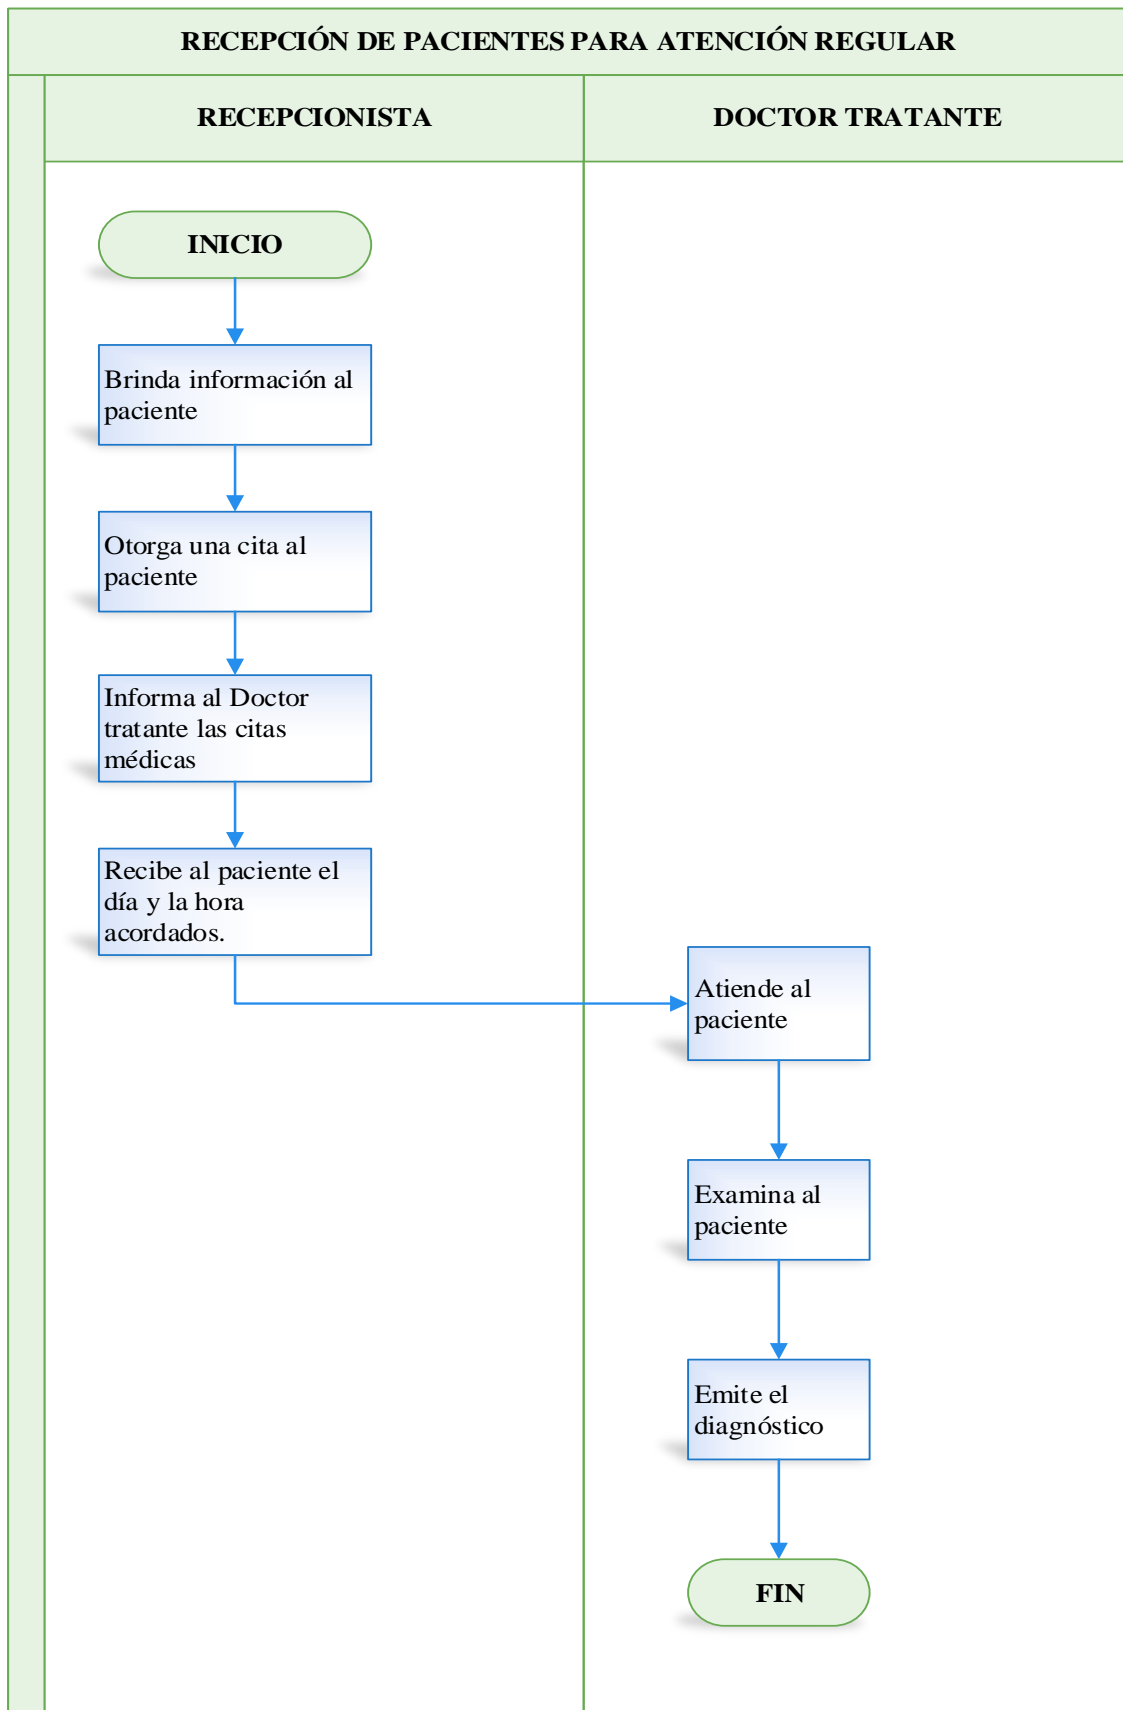 RECEPCIÓN DE PACIENTES PARA ATENCIÓN REGULAR
RECEPCIONISTA
DOCTOR TRATANTE
INICIO
Brinda información al
paciente
Otorga una cita al
paciente
Informa al Doctor
tratante las citas
médicas
Recibe al paciente el
día y la hora
acordados.
Atiende al
paciente
Examina al
paciente
Emite el
diagnóstico
FIN